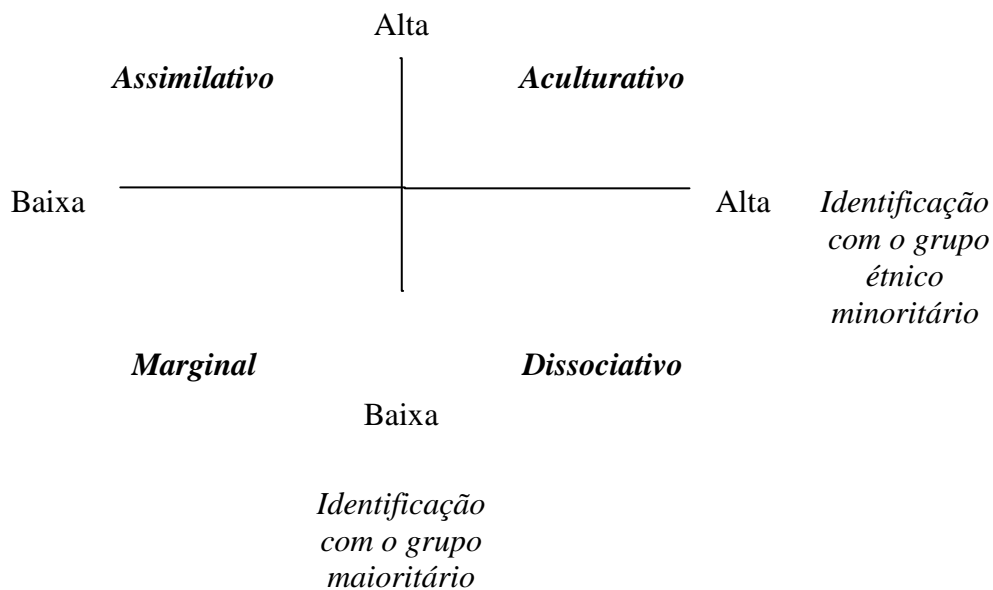 Alta
Assimilativo Aculturativo
Baixa Alta Identificação
com o grupo
étnico
minoritário
Marginal Dissociativo
Baixa
Identificação
com o grupo
maioritário